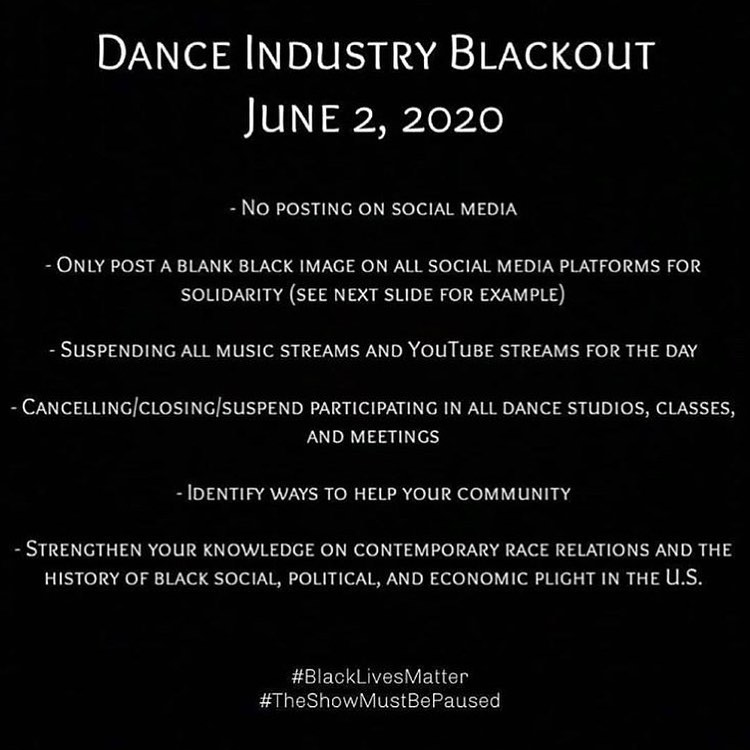 Dance Industry Blackout
June 2, 2020
- No posting on social media
- Only post a blank black image on all social media platforms for
solidarity (see next slide for example)
- Suspending all music streams and YouTube streams for the day
- Cancelling/closing/suspend participating in all dance studios, classes,
and meetings
- Identify ways to help your community
- Strengthen your knowledge on contemporary race relations and the
history of black social, political, and economic plight in the U.S.
#BlackLivesMatter
#TheShowMustBePaused